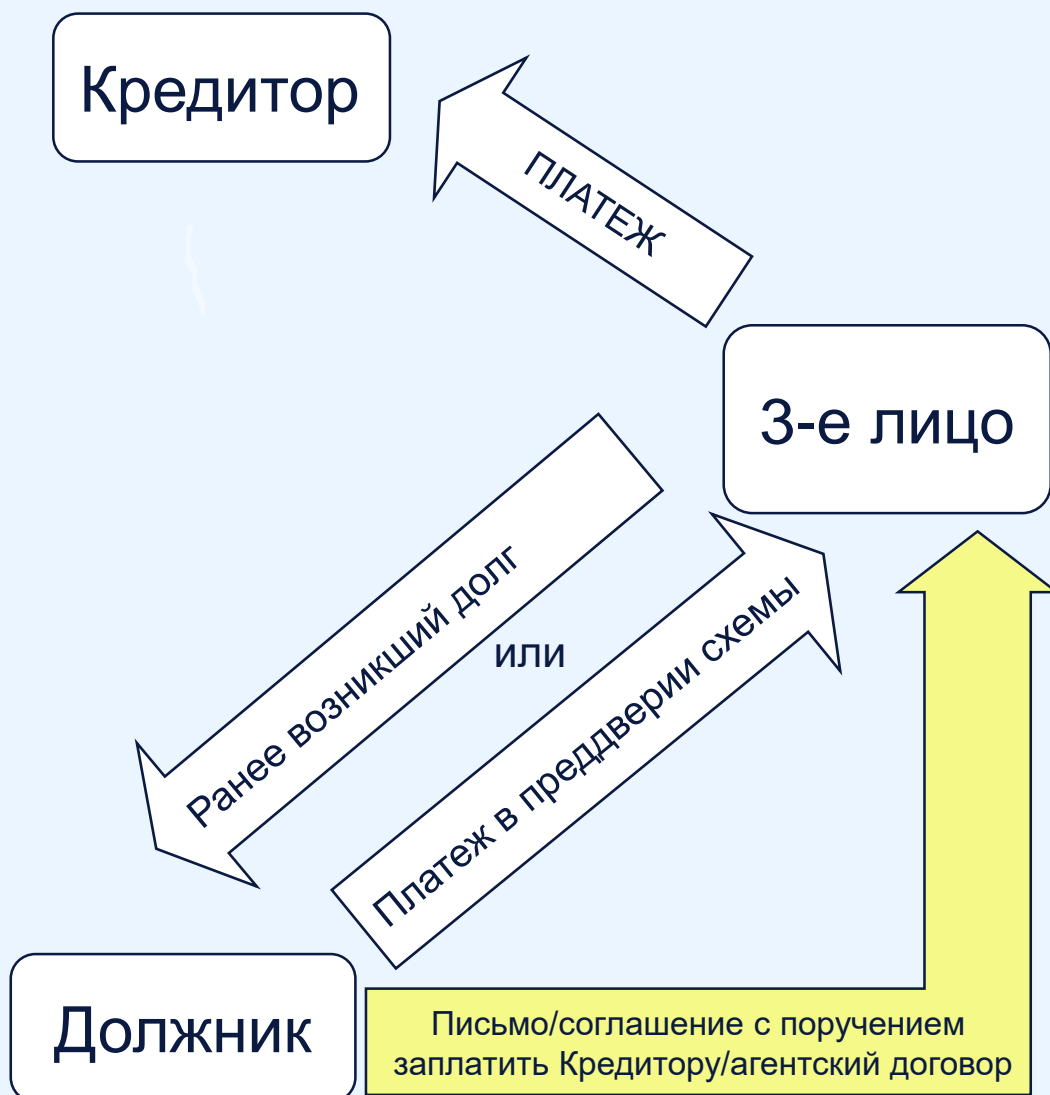 Кредитор
ПЛАТЕЖ
3-е лицо
Ранее возникший долг
или
Платеж в преддверии схемы
Должник
Письмо/соглашение с поручением
заплатить Кредитору/агентский договор